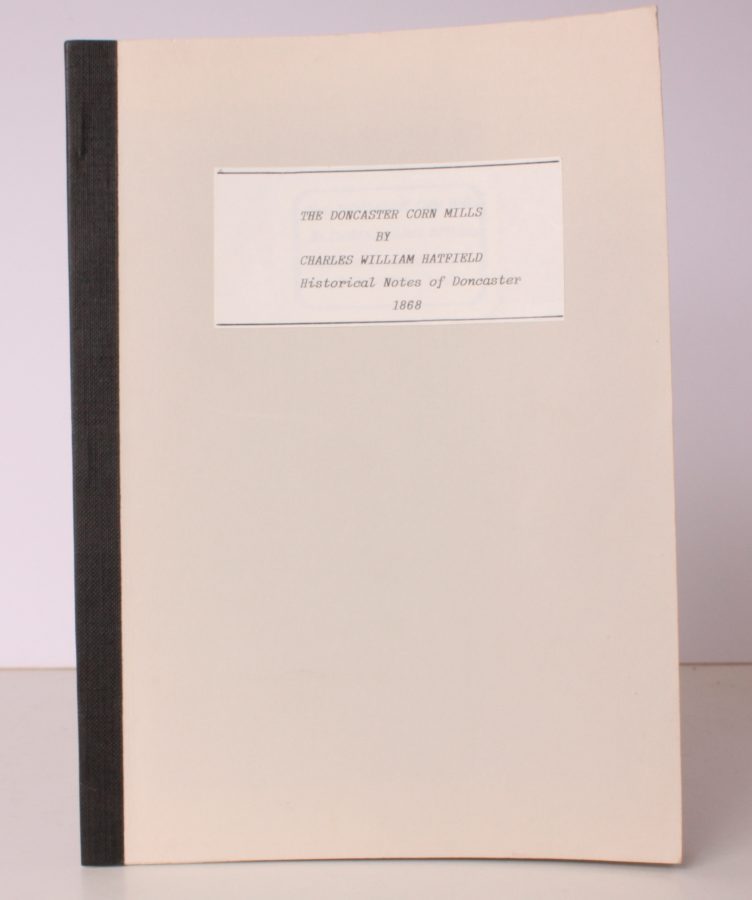 THE DONCASTER CORN MILLS
BY
CHARLES WILLIAM HATFIELD
Historical Notes of Doncaster
1868